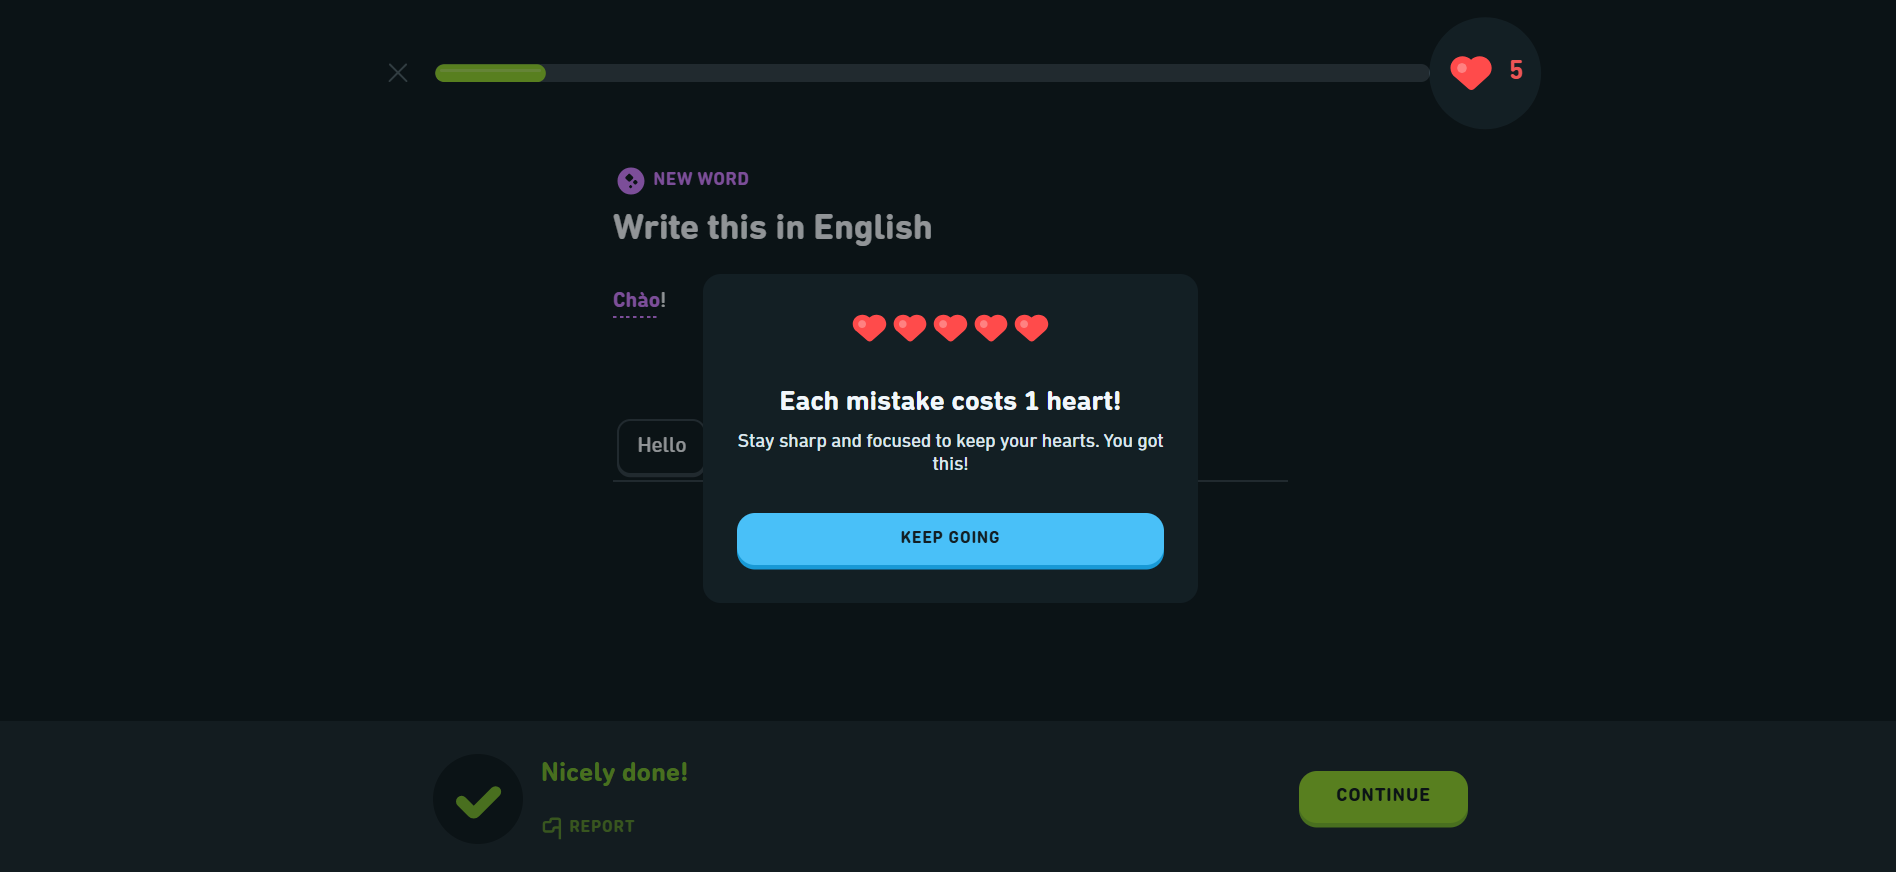 5
NEW WORD
Write this in English
Chào!
Hello
Each mistake costs 1 heart!
Stay sharp and focused to keep your hearts. You got
this!
KEEP GOING
Nicely done!
REPORT
CONTINUE